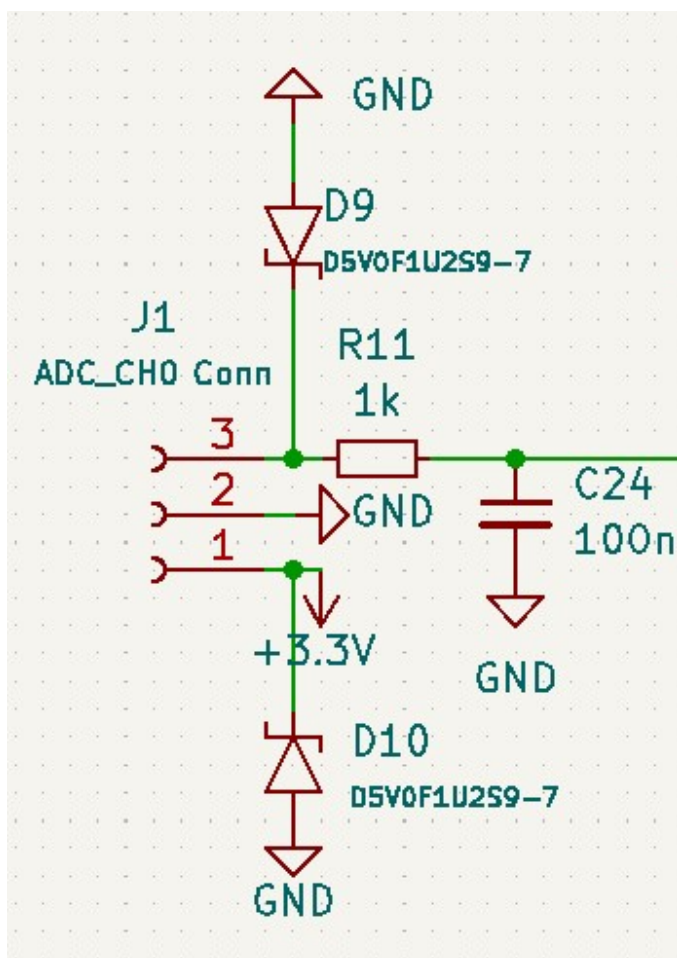 GND
D9
D5V0F1U2S9-7
J1
ADC_CH0 Conn
R11
1k
3
2
GND
1
C24
100n
+3.3V
GND
D10
D5V0F1U2S9-7
GND